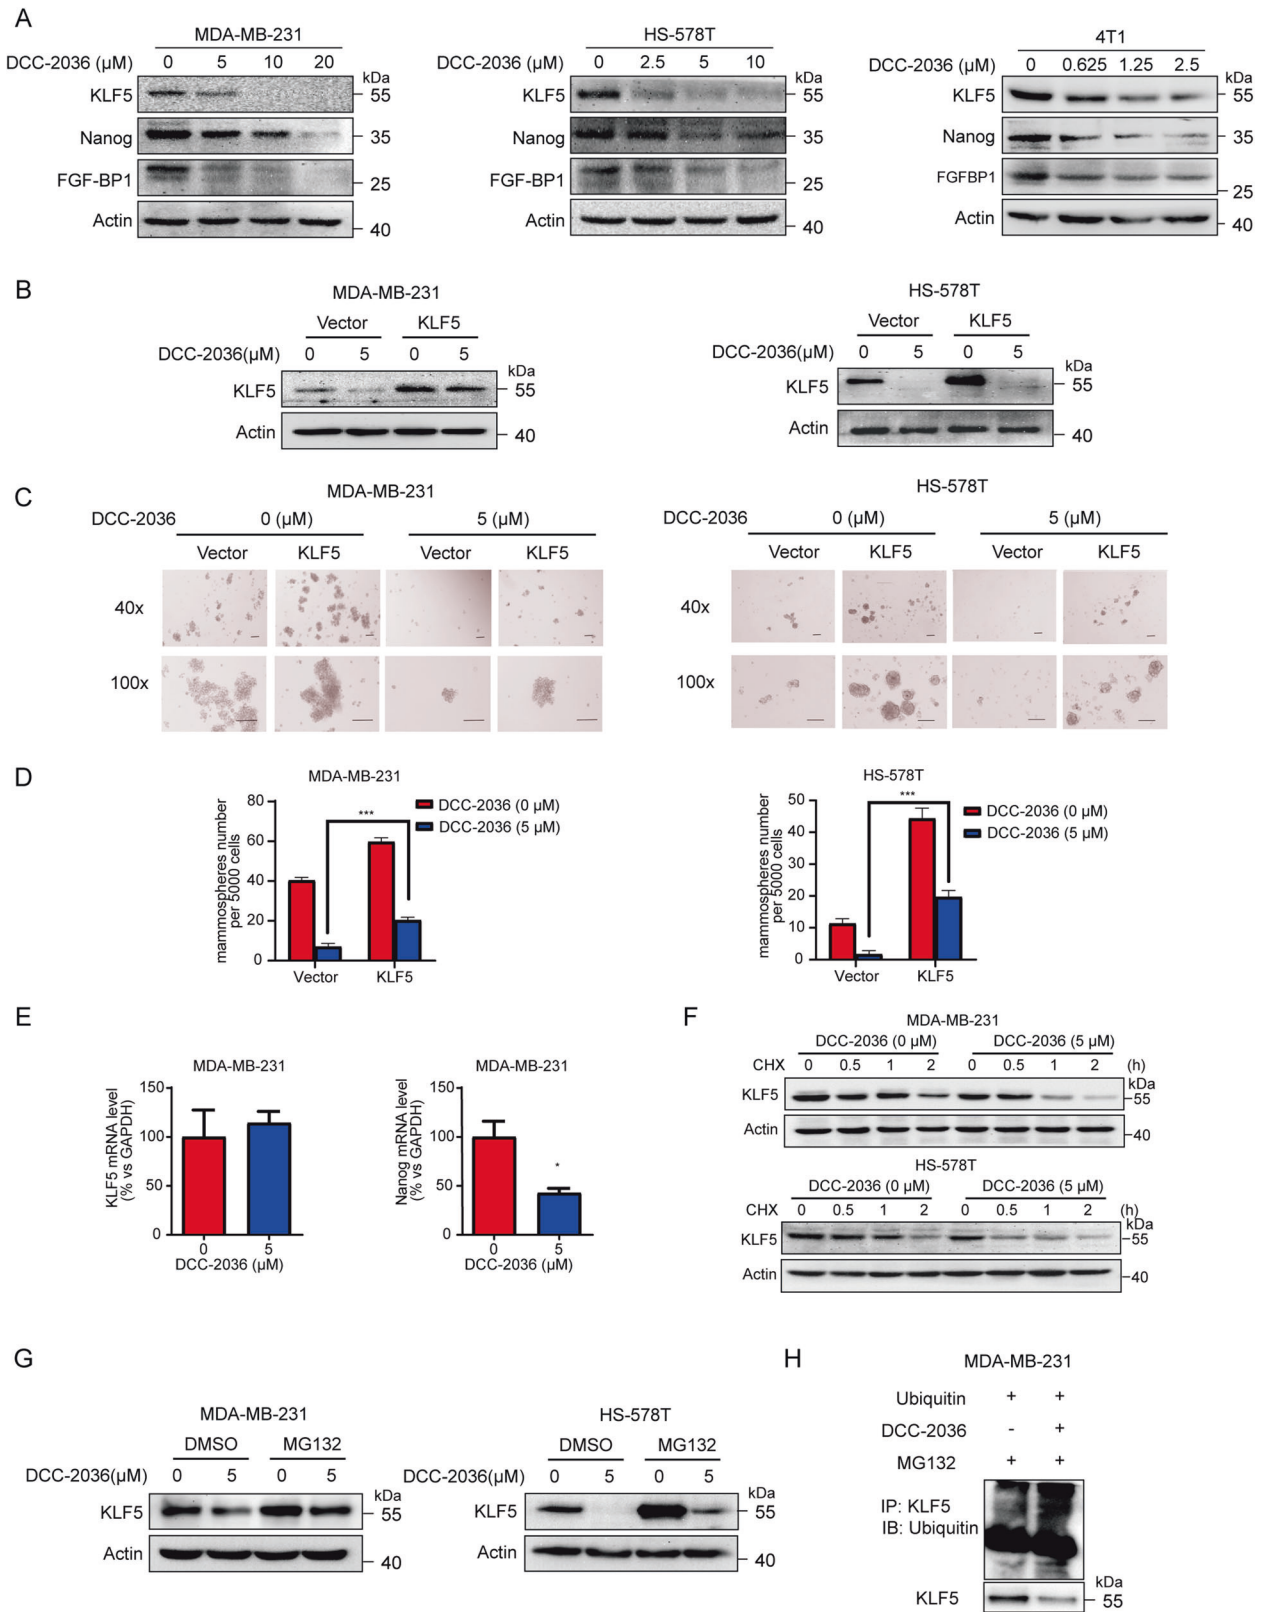 A
MDA-MB-231
DCC-2036 (µM) 0 5 10 20
kDa
KLF5 55
Nanog 35
FGF-BP1 25
Actin 40
HS-578T
DCC-2036 (µM) 0 2.5 5 10
kDa
KLF5 55
Nanog 35
FGF-BP1 25
Actin 40
4T1
DCC-2036 (µM) 0 0.625 1.25 2.5
kDa
KLF5 55
Nanog 35
FGFBP1 25
Actin 40
B
MDA-MB-231
Vector KLF5
DCC-2036(µM) 0 5 0 5
kDa
KLF5 55
Actin 40
HS-578T
Vector KLF5
DCC-2036(µM) 0 5 0 5
kDa
KLF5 55
Actin 40
C
MDA-MB-231
DCC-2036 0 (µM) 5 (µM)
Vector KLF5 Vector KLF5
40x
100x
HS-578T
DCC-2036 0 (µM) 5 (µM)
Vector KLF5 Vector KLF5
40x
100x
D
MDA-MB-231
mammospheres number
per 5000 cells
80
60
40
20
0
***
DCC-2036 (0 µM)
DCC-2036 (5 µM)
Vector KLF5
HS-578T
mammospheres number
per 5000 cells
50
40
30
20
10
0
***
DCC-2036 (0 µM)
DCC-2036 (5 µM)
Vector KLF5
E
MDA-MB-231
KLF5 mRNA level
(% vs GAPDH)
150
100
50
0
0 5
DCC-2036 (µM)
MDA-MB-231
Nanog mRNA level
(% vs GAPDH)
150
100
50
0
*
0 5
DCC-2036 (µM)
F
MDA-MB-231
DCC-2036 (0 µM) DCC-2036 (5 µM)
CHX 0 0.5 1 2 0 0.5 1 2 (h)
kDa
KLF5 55
Actin 40
HS-578T
DCC-2036 (0 µM) DCC-2036 (5 µM)
CHX 0 0.5 1 2 0 0.5 1 2 (h)
kDa
KLF5 55
Actin 40
G
MDA-MB-231
DMSO MG132
DCC-2036(µM) 0 5 0 5
kDa
KLF5 55
Actin 40
HS-578T
DMSO MG132
DCC-2036(µM) 0 5 0 5
kDa
KLF5 55
Actin 40
H
MDA-MB-231
Ubiquitin + +
DCC-2036 - +
MG132 + +
IP: KLF5
IB: Ubiquitin
kDa
KLF5 55